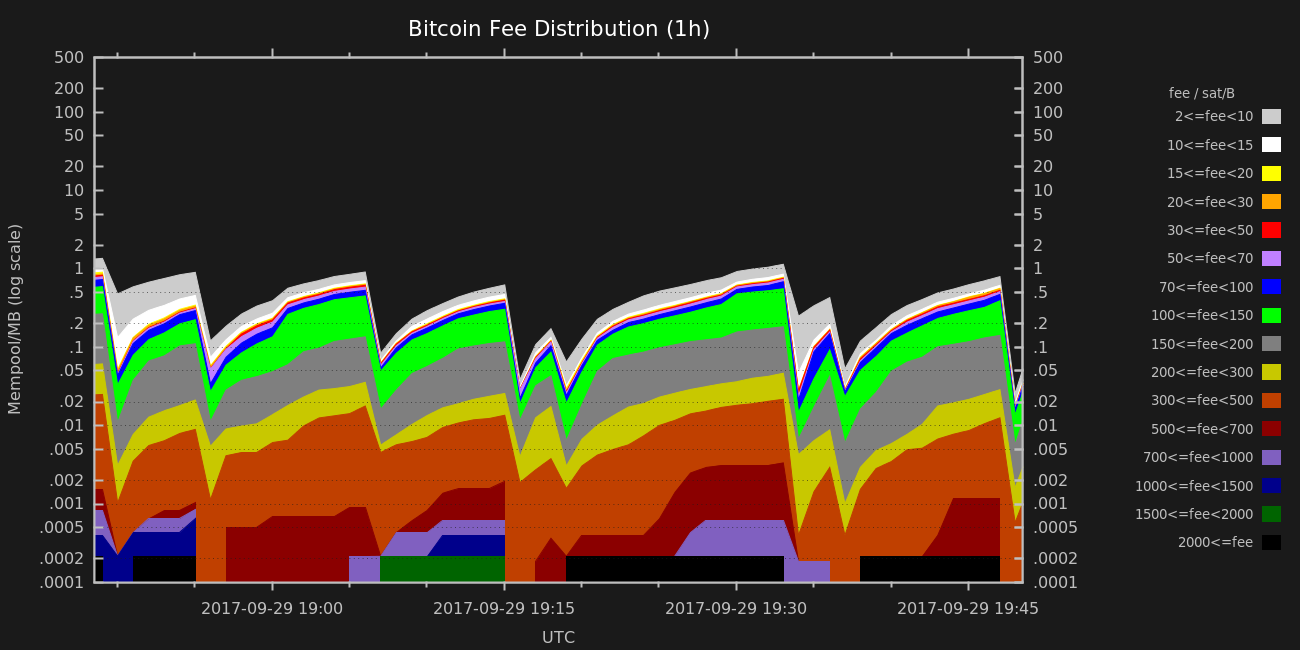 Bitcoin Fee Distribution (1h)
Mempool/MB (log scale)
500
200
100
50
20
10
5
2
1
.5
.2
.1
.05
.02
.01
.005
.002
.001
.0005
.0002
.0001
500
200
100
50
20
10
5
2
1
.5
.2
.1
.05
.02
.01
.005
.002
.001
.0005
.0002
.0001
2017-09-29 19:00 2017-09-29 19:15 2017-09-29 19:30 2017-09-29 19:45
UTC
fee / sat/B
2<=fee<10
10<=fee<15
15<=fee<20
20<=fee<30
30<=fee<50
50<=fee<70
70<=fee<100
100<=fee<150
150<=fee<200
200<=fee<300
300<=fee<500
500<=fee<700
700<=fee<1000
1000<=fee<1500
1500<=fee<2000
2000<=fee